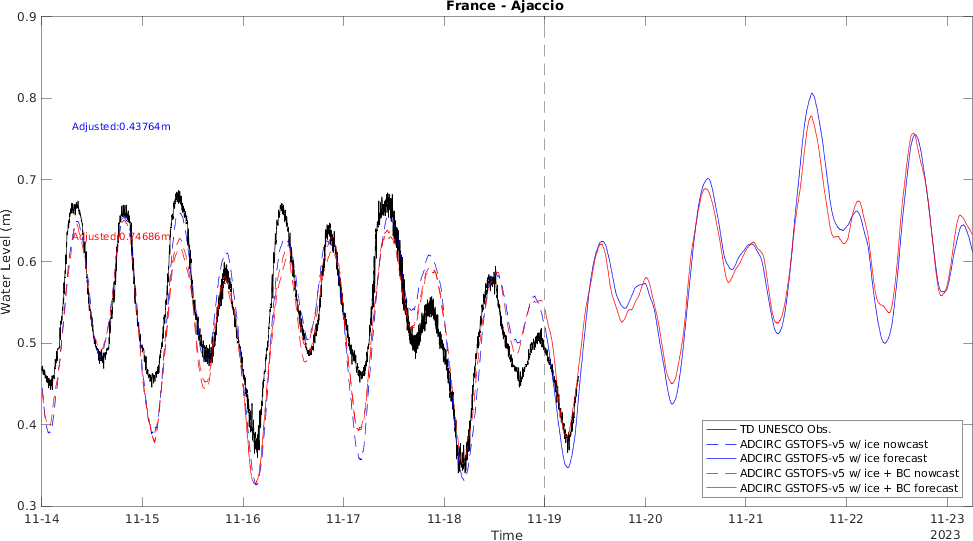 France - Ajaccio
0.9
0.8
0.7
0.6
0.5
0.4
0.3
Water Level (m)
Adjusted:0.43764m
Adjusted:0.74686m
TD UNESCO Obs.
ADCIRC GSTOFS-v5 w/ ice nowcast
ADCIRC GSTOFS-v5 w/ ice forecast
ADCIRC GSTOFS-v5 w/ ice + BC nowcast
ADCIRC GSTOFS-v5 w/ ice + BC forecast
11-14 11-15 11-16 11-17 11-18 11-19 11-20 11-21 11-22 11-23
2023
Time